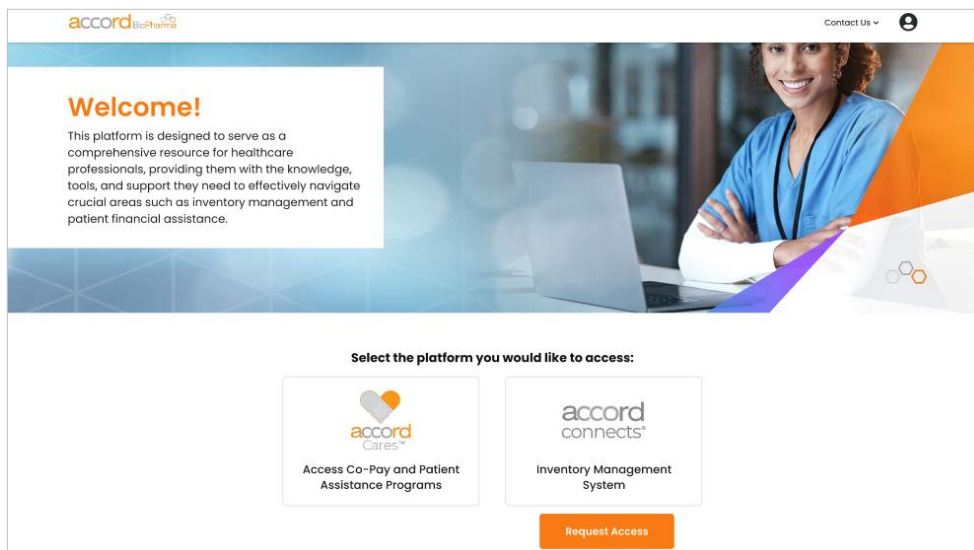 accord BioPharma
Contact Us
Welcome!
This platform is designed to serve as a
comprehensive resource for healthcare
professionals, providing them with the knowledge,
tools, and support they need to effectively navigate
crucial areas such as inventory management and
patient financial assistance.
Select the platform you would like to access:
accord
Cares™
Access Co-Pay and Patient
Assistance Programs
accord
connects®
Inventory Management
System
Request Access